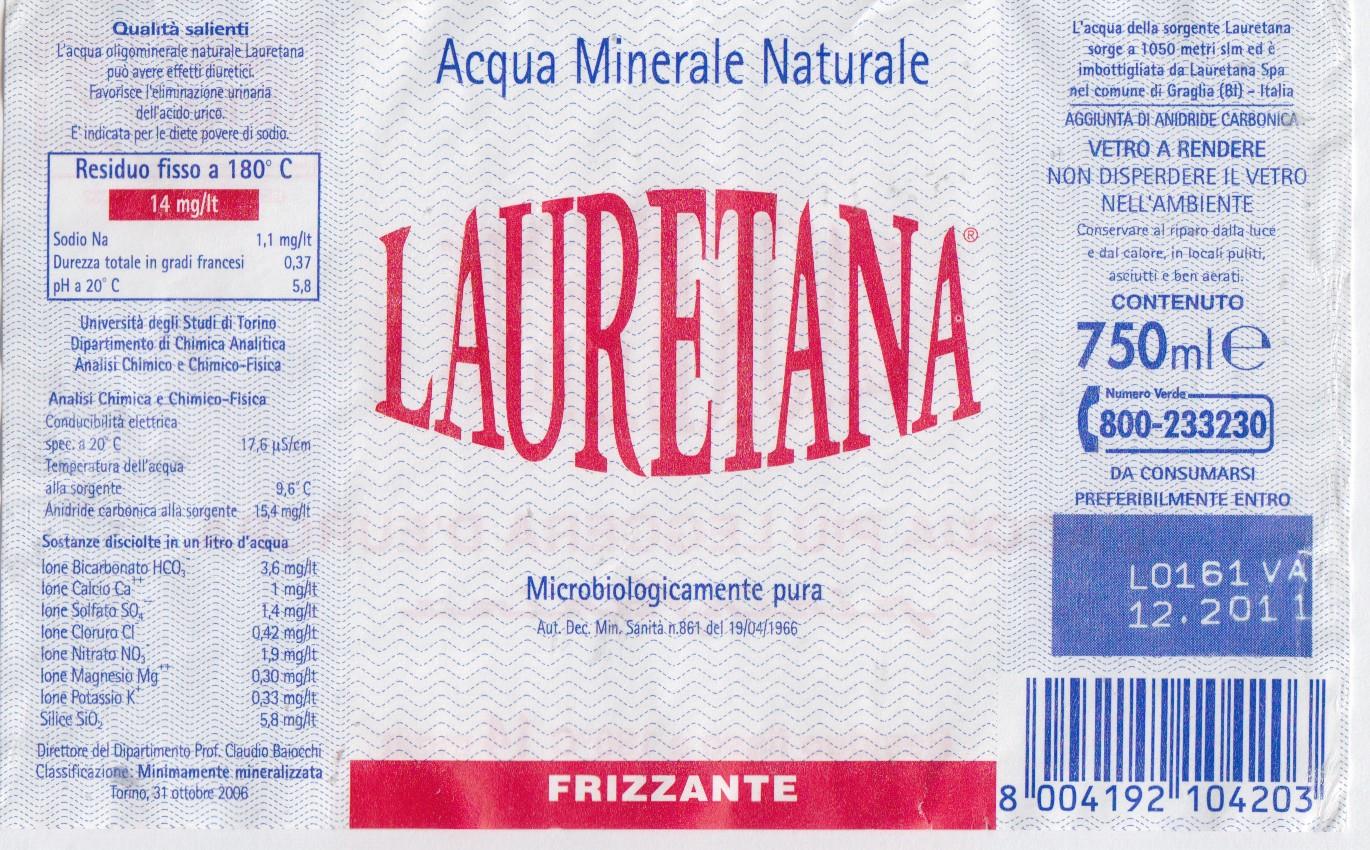 Qualità salienti
L'acqua oligominerale naturale Lauretana
può avere effetti diuretici.
Favorisce l'eliminazione urinaria
dell'acido urico.
E' indicata per le diete povere di sodio.
Residuo fisso a 180° C
14 mg/lt
Sodio Na 1,1 mg/lt
Durezza totale in gradi francesi 0,37
pH a 20° C 5,8
Università degli Studi di Torino
Dipartimento di Chimica Analitica
Analisi Chimico e Chimico-Fisica
Analisi Chimica e Chimico-Fisica
Conducibilità elettrica
spec. a 20° C 17,6 µS/cm
Temperatura dell'acqua
alla sorgente 9,6° C
Anidride carbonica alla sorgente 15,4 mg/lt
Sostanze disciolte in un litro d'acqua
Ione Bicarbonato HCO₃⁻ 3,6 mg/lt
Ione Calcio Ca⁺⁺ 1 mg/lt
Ione Solfato SO₄⁻⁻ 1,4 mg/lt
Ione Cloruro Cl⁻ 0,42 mg/lt
Ione Nitrato NO₃⁻ 1,9 mg/lt
Ione Magnesio Mg⁺⁺ 0,30 mg/lt
Ione Potassio K⁺ 0,33 mg/lt
Silice SiO₂ 5,8 mg/lt
Direttore del Dipartimento Prof. Claudio Baiocchi
Classificazione: Minimamente mineralizzata
Torino, 31 ottobre 2006
Acqua Minerale Naturale
LAURETANA®
Microbiologicamente pura
Aut. Dec. Min. Sanità n.861 del 19/04/1966
FRIZZANTE
L'acqua della sorgente Lauretana
sorge a 1050 metri slm ed è
imbottigliata da Lauretana Spa
nel comune di Graglia (BI) - Italia
AGGIUNTA DI ANIDRIDE CARBONICA.
VETRO A RENDERE
NON DISPERDERE IL VETRO
NELL'AMBIENTE
Conservare al riparo dalla luce
e dal calore, in locali puliti,
asciutti e ben aerati.
CONTENUTO
750ml ℮
Numero Verde
800-233230
DA CONSUMARSI
PREFERIBILMENTE ENTRO
L0161 VA
12.2011
8 004192 104203